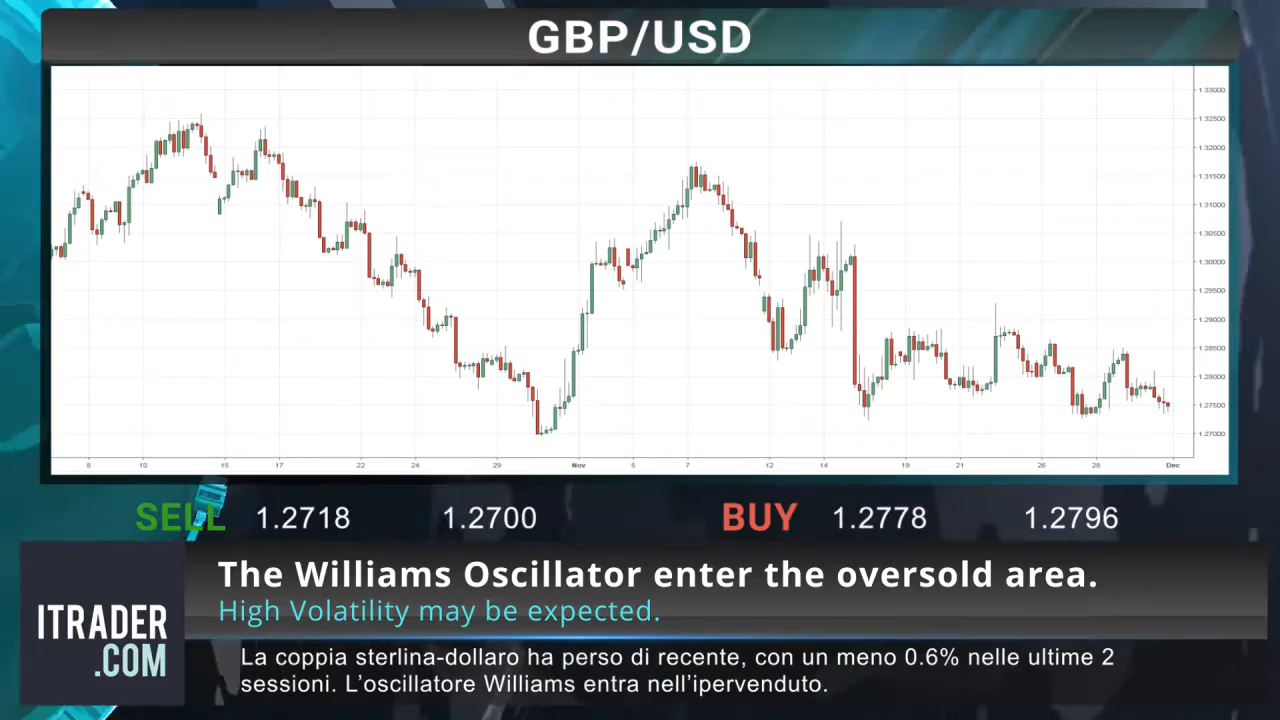 GBP/USD
1.33000
1.32500
1.32000
1.31500
1.31000
1.30500
1.30000
1.29500
1.29000
1.28500
1.28000
1.27500
1.27000
8 10 15 17 22 24 29 Nov 5 7 12 14 19 21 26 28 Dec
SELL 1.2718 1.2700 BUY 1.2778 1.2796
The Williams Oscillator enter the oversold area.
High Volatility may be expected.
ITRADER
.COM
La coppia sterlina-dollaro ha perso di recente, con un meno 0.6% nelle ultime 2
sessioni. L’oscillatore Williams entra nell’ipervenduto.